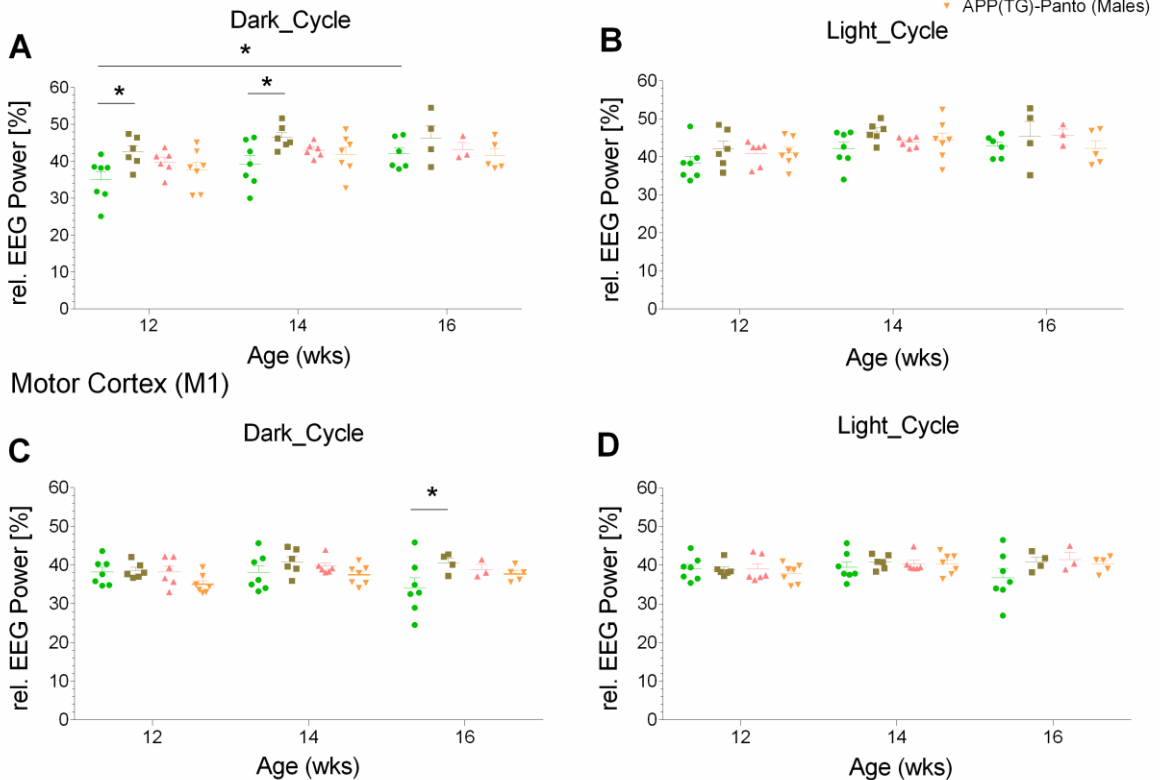 ▼ APP(TG)-Panto (Males)
A
Dark_Cycle
*
*
*
rel. EEG Power [%]
60
50
40
30
20
10
0
12 14 16
Age (wks)
B
Light_Cycle
rel. EEG Power [%]
60
50
40
30
20
10
0
12 14 16
Age (wks)
Motor Cortex (M1)
C
Dark_Cycle
*
rel. EEG Power [%]
60
50
40
30
20
10
0
12 14 16
Age (wks)
D
Light_Cycle
rel. EEG Power [%]
60
50
40
30
20
10
0
12 14 16
Age (wks)